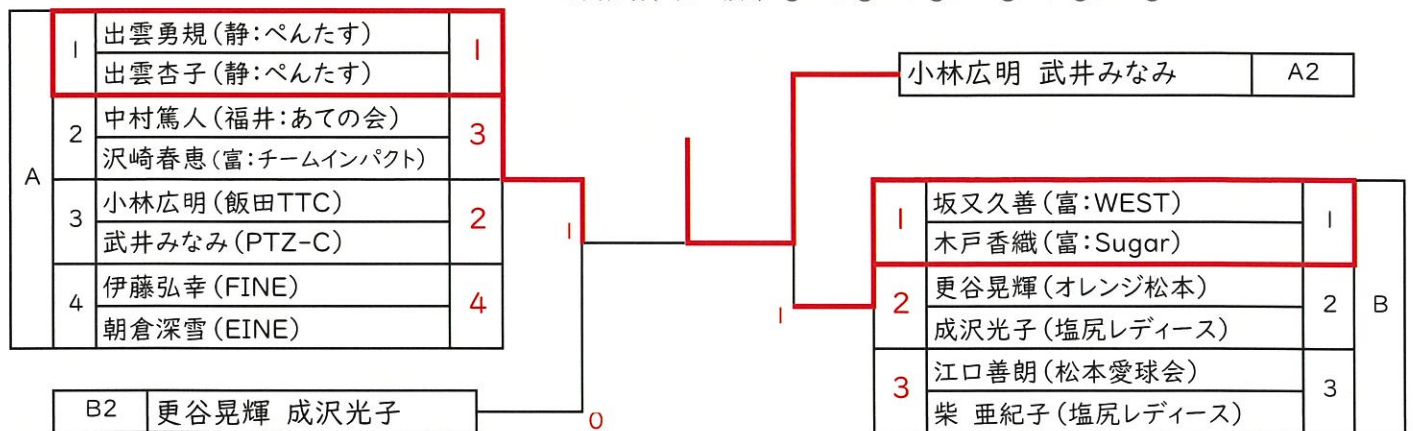 1 出雲勇規(静:ぺんたす) 1
出雲杏子(静:ぺんたす)
2 中村篤人(福井:あての会) 3
沢崎春恵(富:チームインパクト)
A
3 小林広明(飯田TTC) 2
武井みなみ(PTZ-C)
4 伊藤弘幸(FINE) 4
朝倉深雪(EINE)
B2 更谷晃輝 成沢光子
1
0
小林広明 武井みなみ A2
1
1 坂又久善(富:WEST) 1
木戸香織(富:Sugar)
2 更谷晃輝(オレンジ松本) 2
成沢光子(塩尻レディース)
B
3 江口善朗(松本愛球会) 3
柴 亜紀子(塩尻レディース)